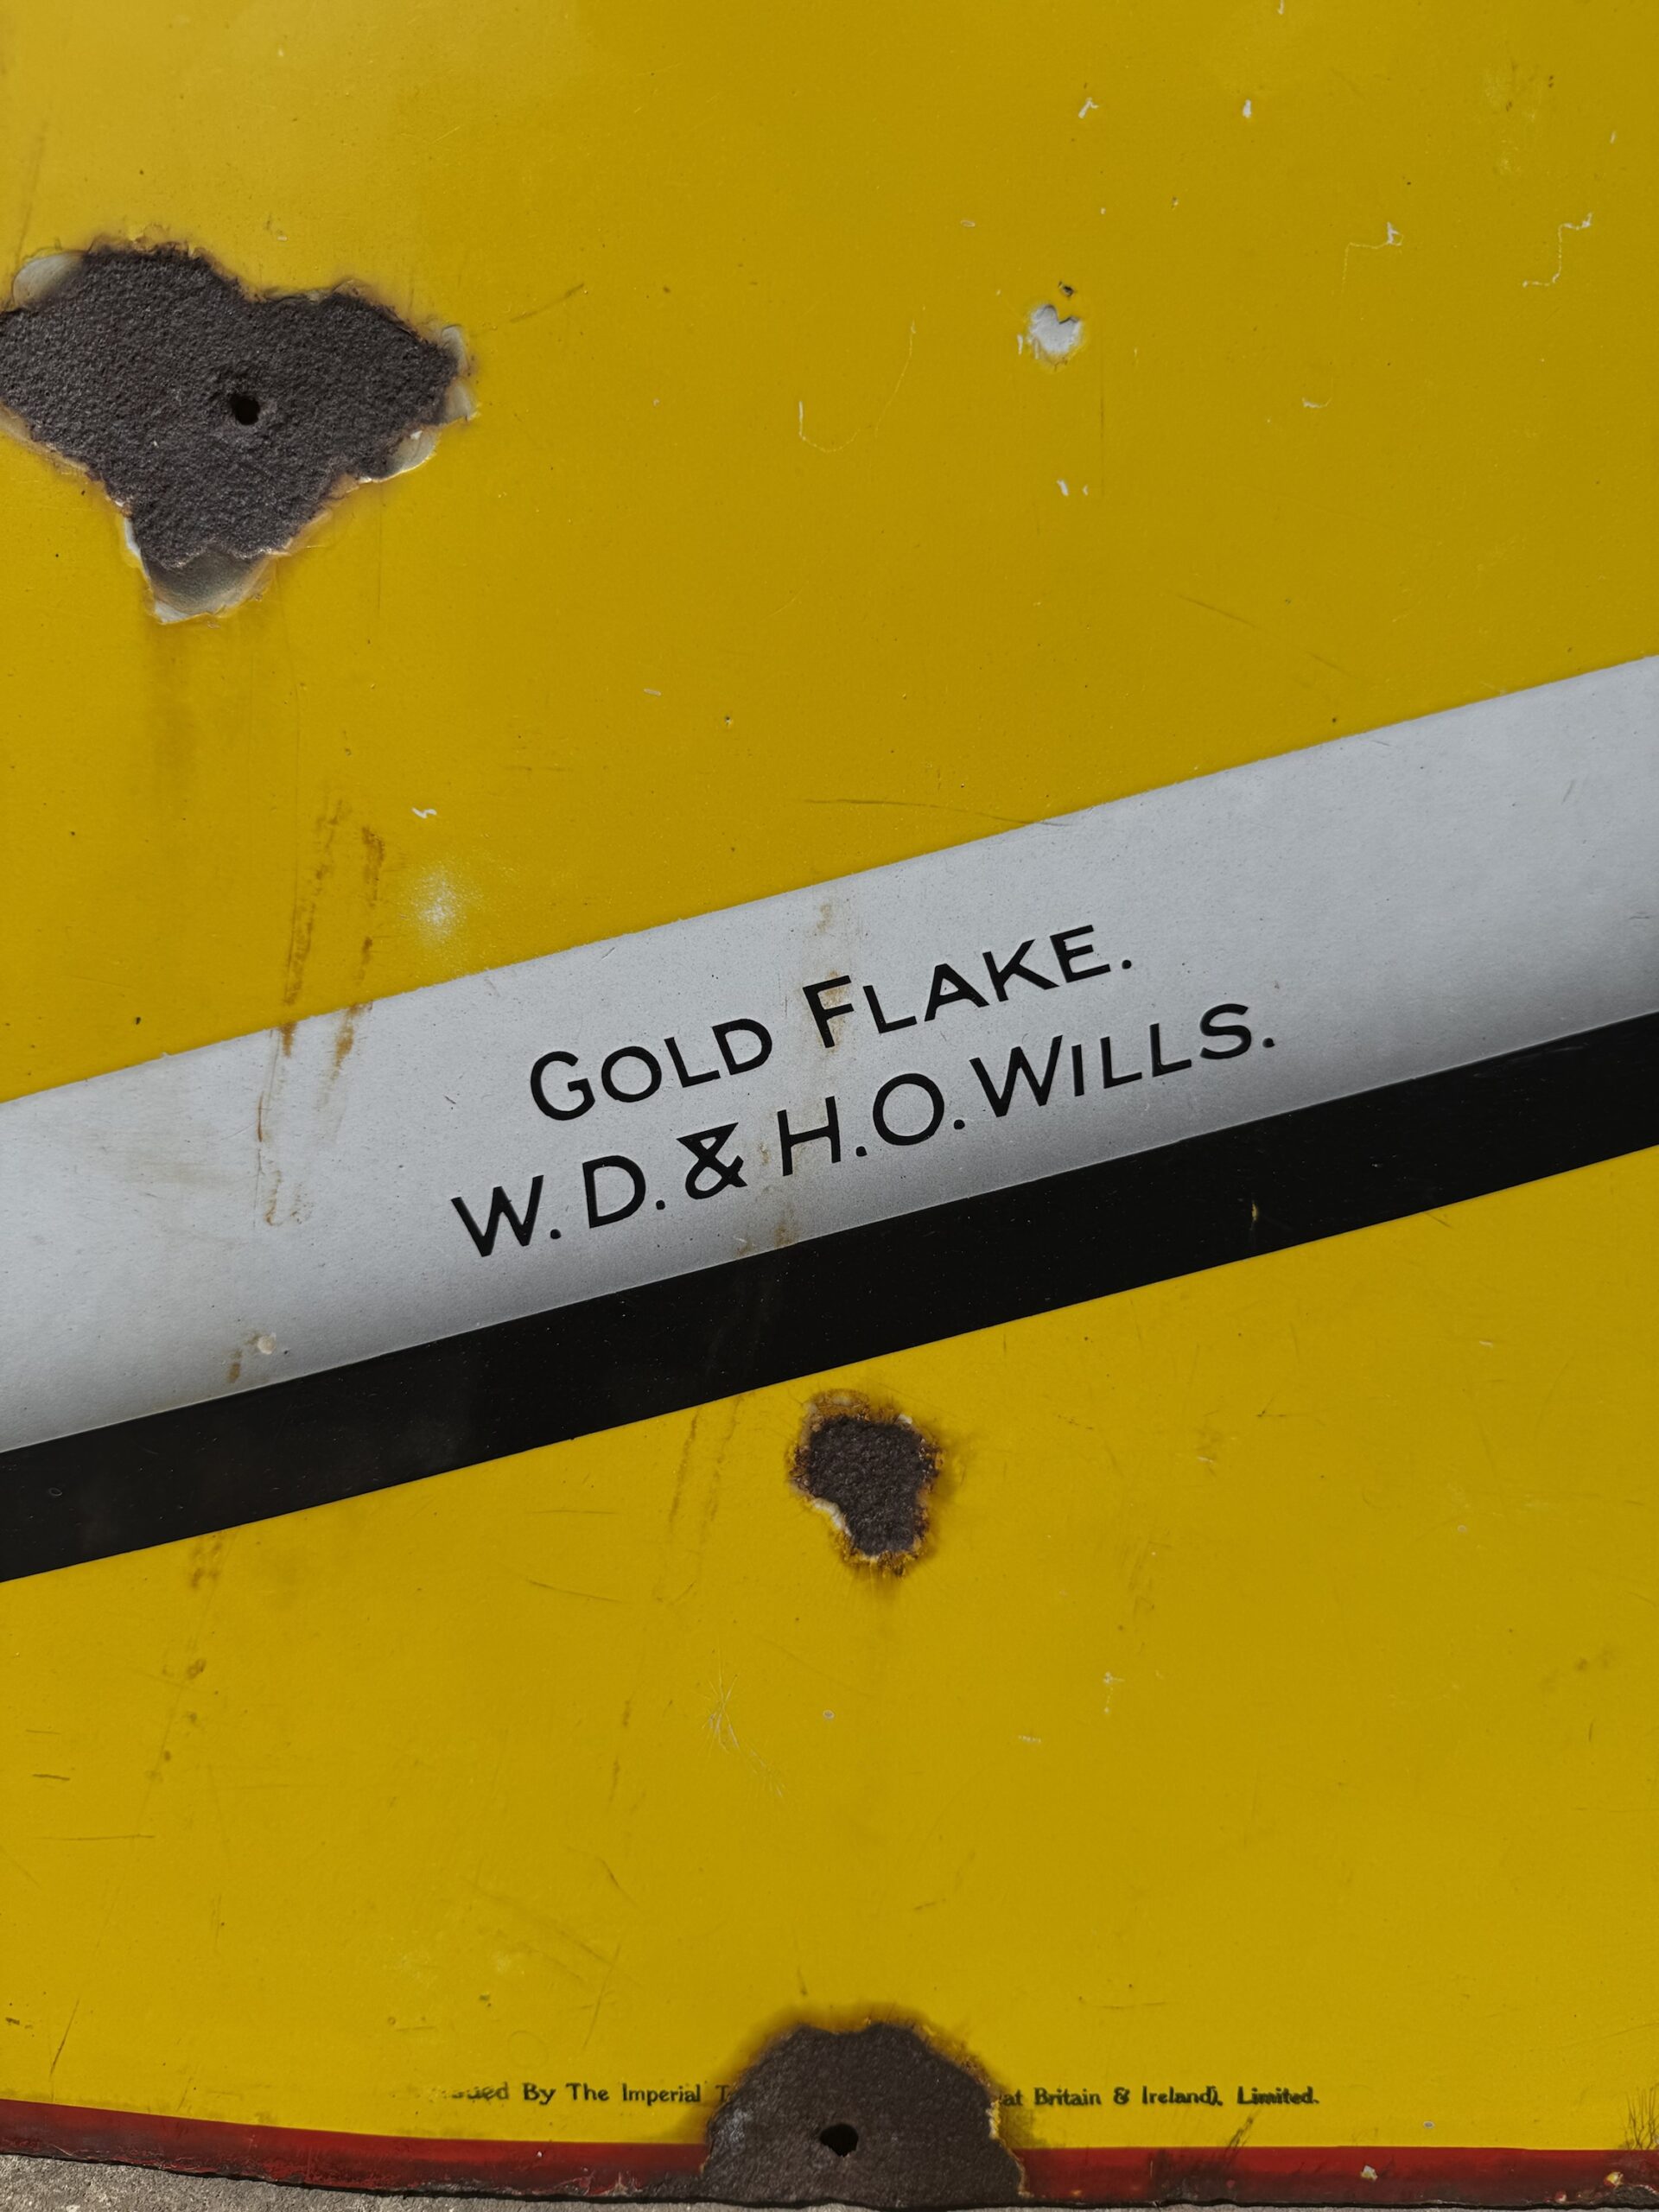 GOLD FLAKE.
W.D. & H.O. WILLS.
By The Imperial Britain & Ireland), Limited.